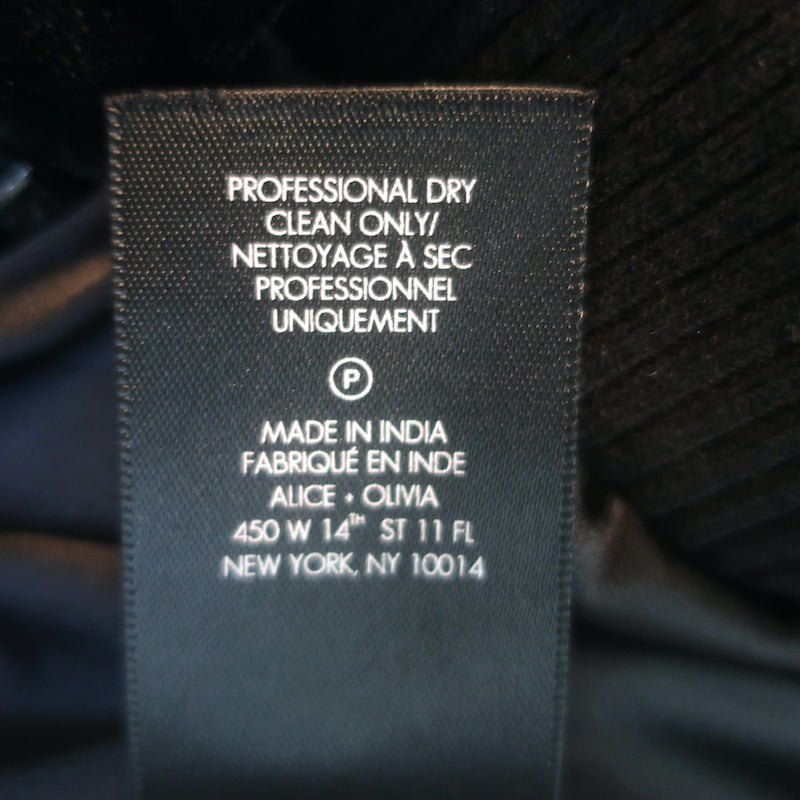 PROFESSIONAL DRY
CLEAN ONLY/
NETTOYAGE À SEC
PROFESSIONNEL
UNIQUEMENT
P
MADE IN INDIA
FABRIQUÉ EN INDE
ALICE + OLIVIA
450 W 14TH ST 11 FL
NEW YORK, NY 10014